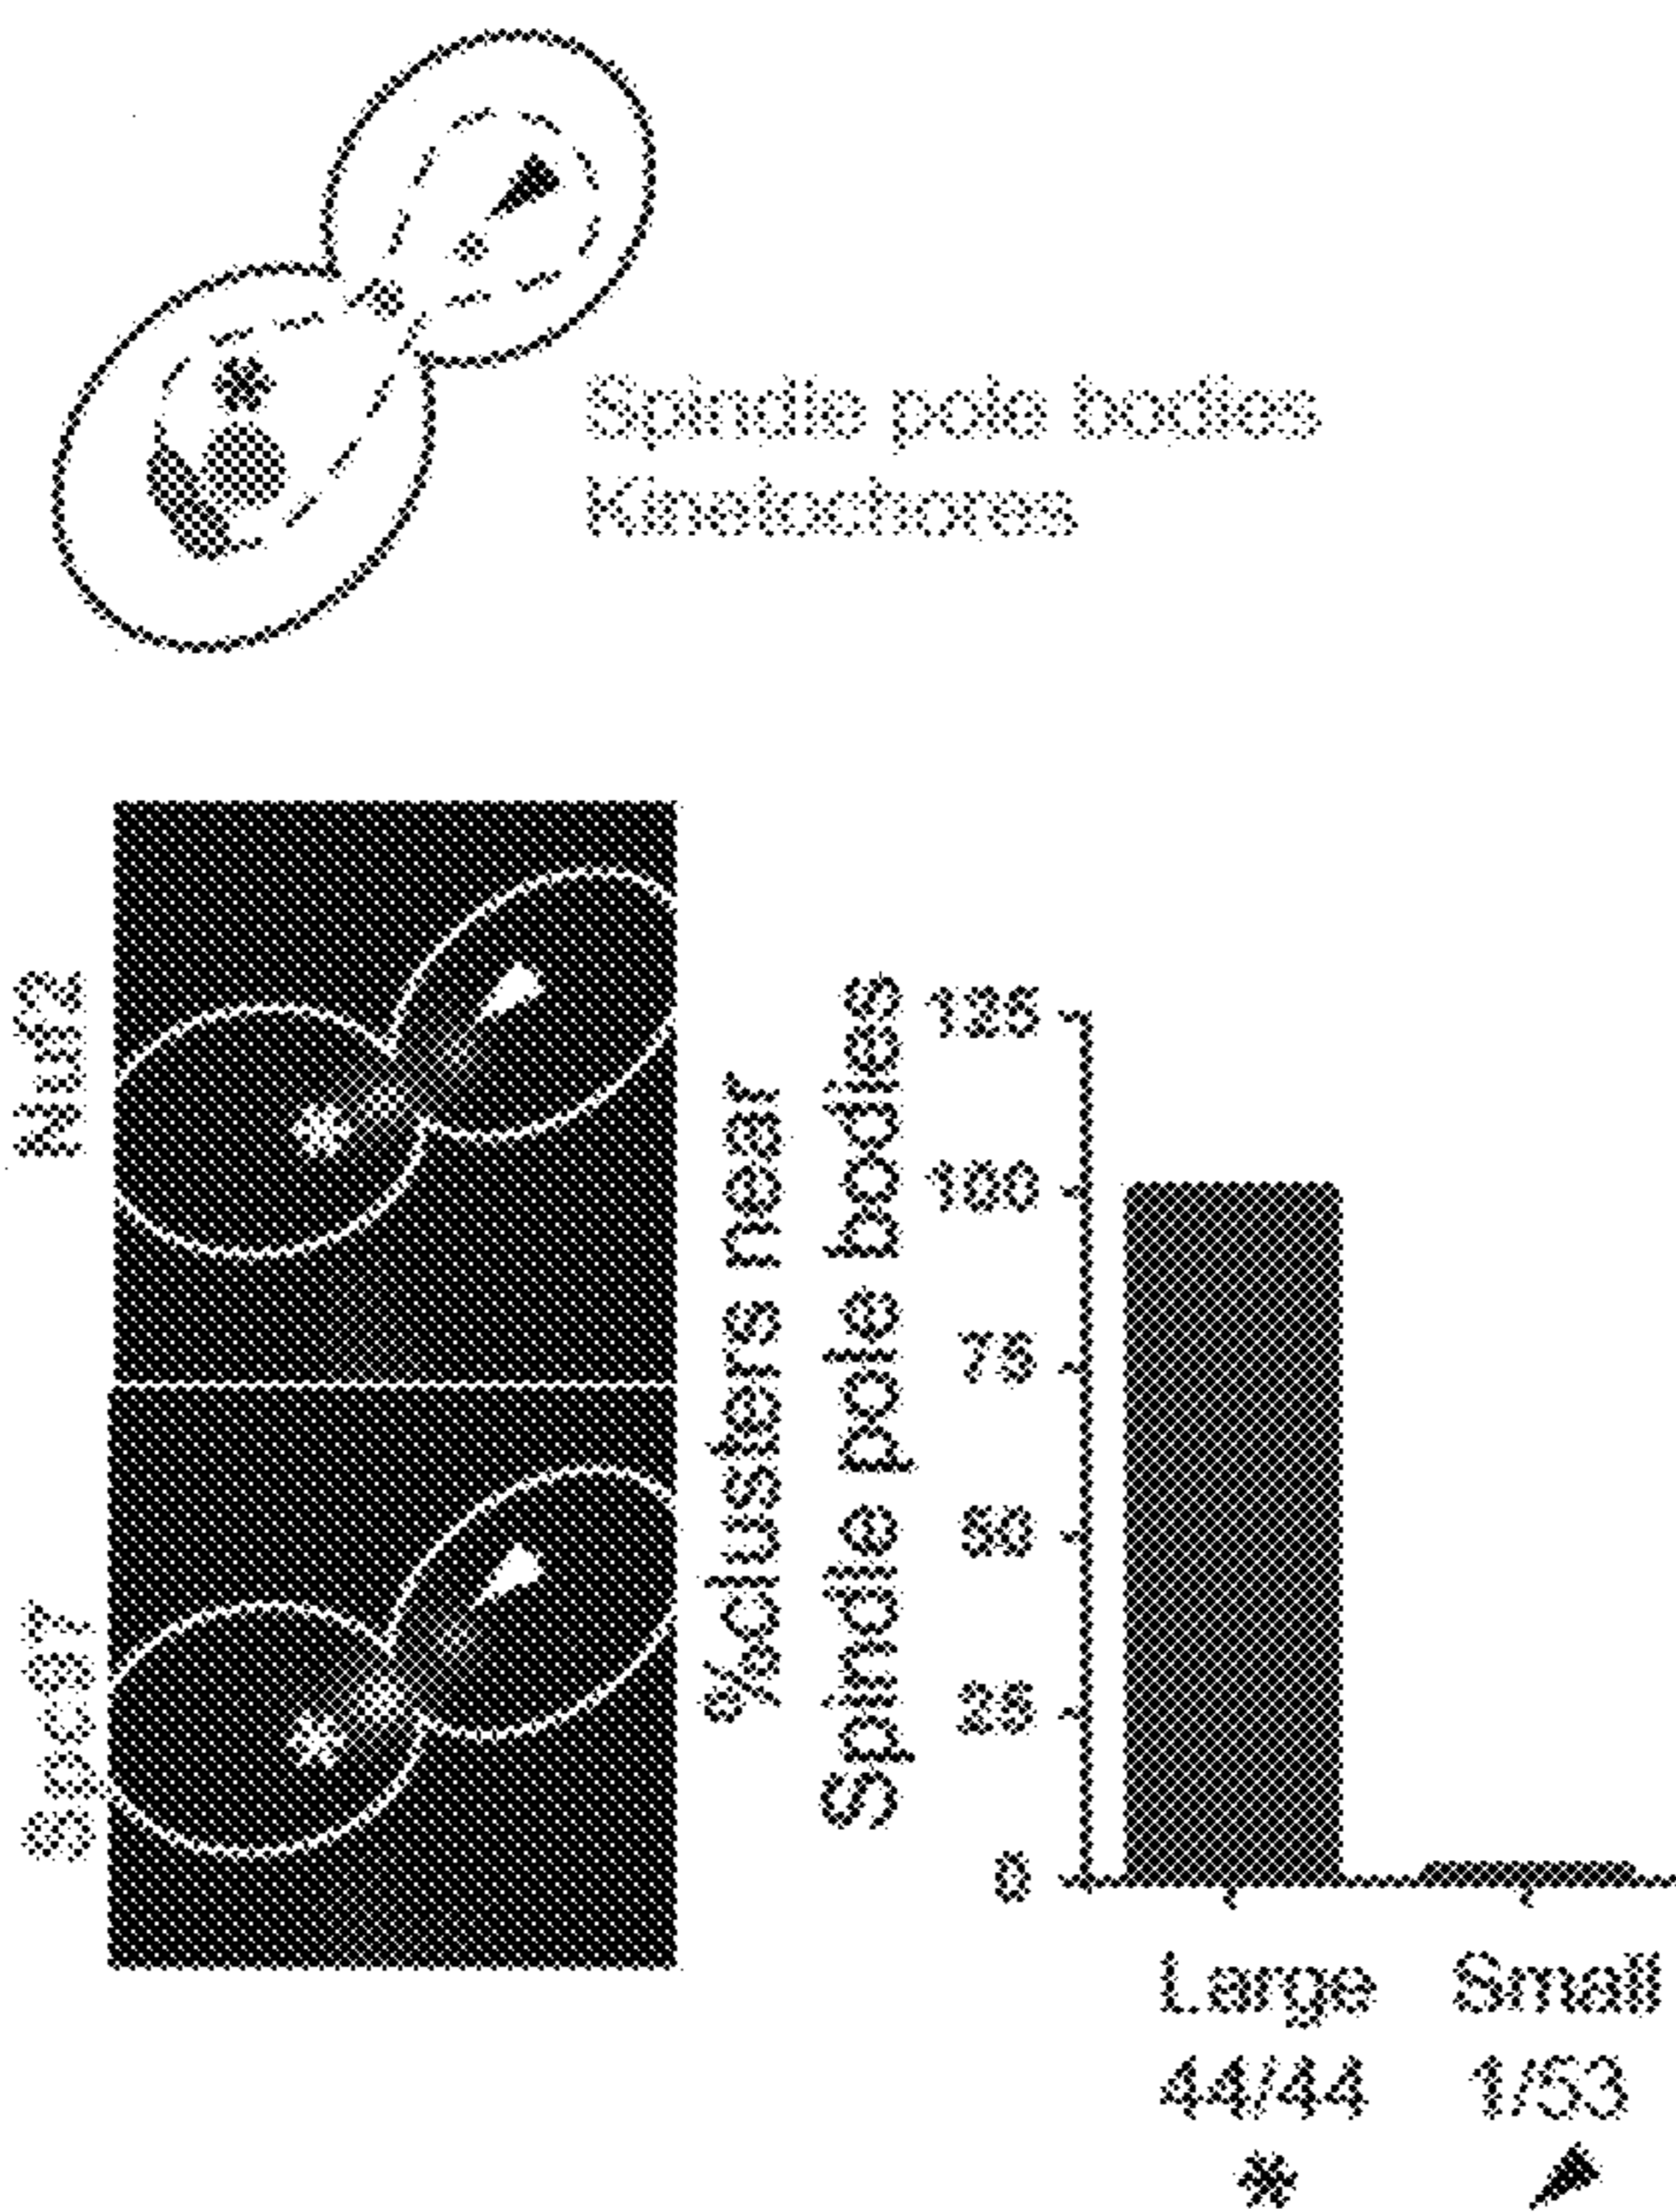 Spindle pole bodies
Kinetochores
Nuf2
Spc97
%clusters near
Spindle pole bodies
125
100
75
50
25
0
Large Small
44/44 1/53